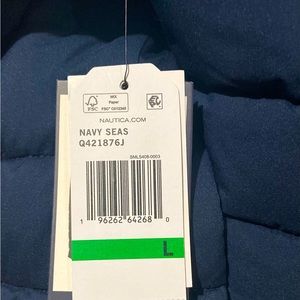 FSC
MIX
Paper
NAUTICA.COM
NAVY SEAS
Q421876J
1 96262 64268 0
L